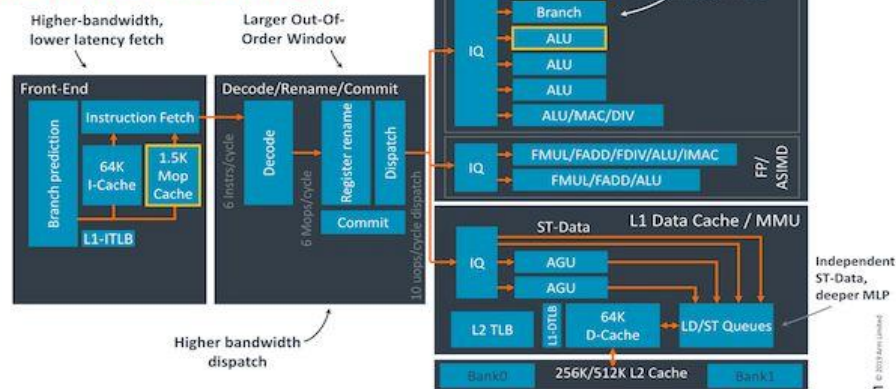 Higher-bandwidth,
lower latency fetch
Larger Out-Of-
Order Window
Front-End
Branch prediction
Instruction Fetch
64K
I-Cache
1.5K
Mop
Cache
L1-ITLB
6 Instrs/cycle
Decode/Rename/Commit
Decode
6 Mops/cycle
Register rename
Dispatch
Commit
10 uops/cycle dispatch
Higher bandwidth
dispatch
IQ
Branch
ALU
ALU
ALU
ALU/MAC/DIV
IQ
FMUL/FADD/FDIV/ALU/IMAC
FMUL/FADD/ALU
FP/
ASIMD
L1 Data Cache / MMU
ST-Data
IQ
AGU
AGU
L2 TLB
L1-DTLB
64K
D-Cache
LD/ST Queues
Independent
ST-Data,
deeper MLP
Bank0
256K/512K L2 Cache
Bank1
© 2019 Arm Limited